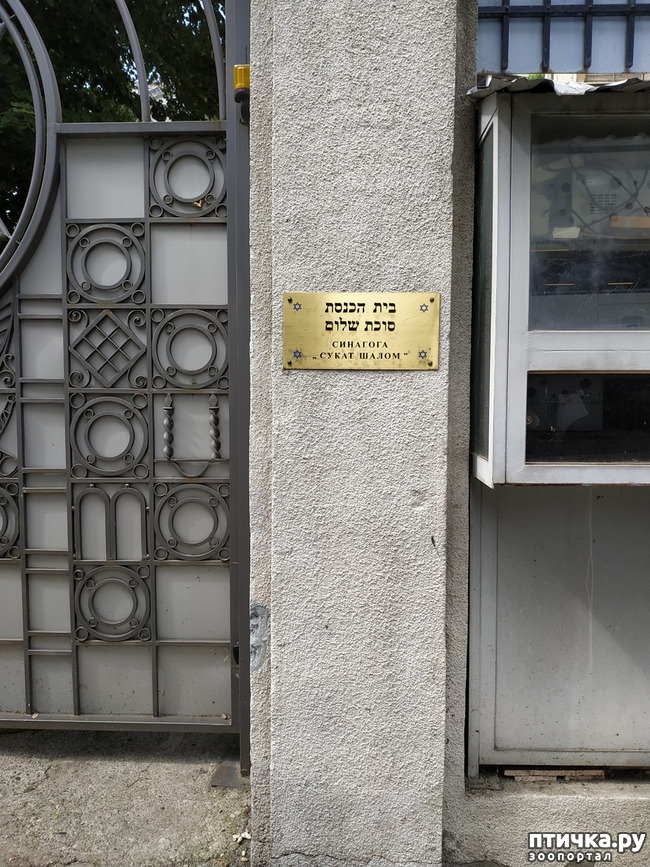 בית הכנסת
סוכת שלום
СИНАГОГА
„СУКАТ ШАЛОМ"
птичка.ру
зоопортал